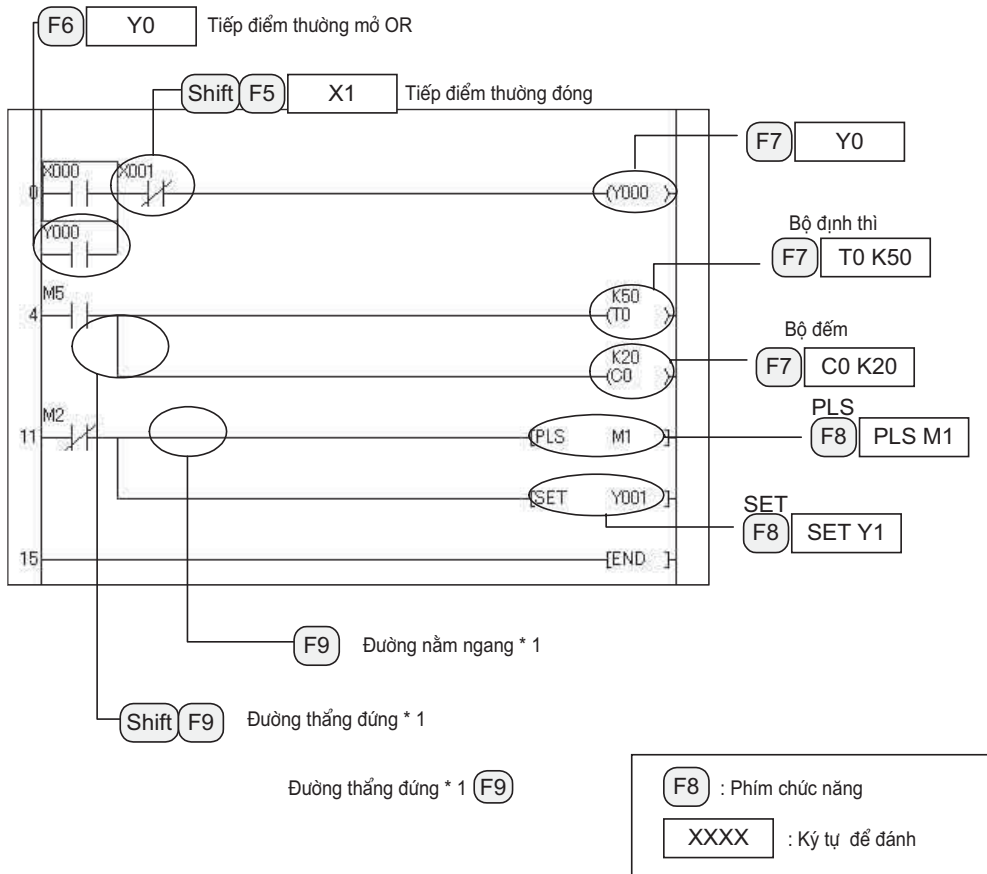 F6 Y0 Tiếp điểm thường mở OR
Shift F5 X1 Tiếp điểm thường đóng
F7 Y0
X000 X001
0 (Y000 )
Y000
Bộ định thì
F7 T0 K50
M5 K50
4 (T0 )
Bộ đếm
K20
(C0 )
F7 C0 K20
M2
PLS
11 [PLS M1 ]
F8 PLS M1
[SET Y001 ]
SET
F8 SET Y1
15 [END ]
F9 Đường nằm ngang * 1
Shift F9 Đường thẳng đứng * 1
Đường thẳng đứng * 1 F9
F8 : Phím chức năng
XXXX : Ký tự để đánh